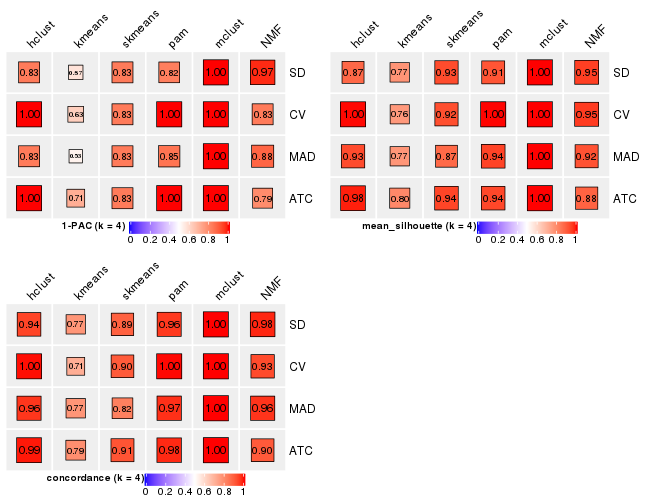 hclust kmeans skmeans pam mclust NMF
0.83 0.57 0.83 0.82 1.00 0.97 SD
1.00 0.63 0.83 1.00 1.00 0.83 CV
0.83 0.53 0.83 0.85 1.00 0.88 MAD
1.00 0.71 0.83 1.00 1.00 0.79 ATC
1-PAC (k = 4)
0 0.2 0.5 0.8 1
hclust kmeans skmeans pam mclust NMF
0.87 0.77 0.93 0.91 1.00 0.95 SD
1.00 0.76 0.92 1.00 1.00 0.95 CV
0.93 0.77 0.87 0.94 1.00 0.92 MAD
0.98 0.80 0.94 0.94 1.00 0.88 ATC
mean_silhouette (k = 4)
0 0.2 0.5 0.8 1
hclust kmeans skmeans pam mclust NMF
0.94 0.77 0.89 0.96 1.00 0.98 SD
1.00 0.71 0.90 1.00 1.00 0.93 CV
0.96 0.77 0.82 0.97 1.00 0.96 MAD
0.99 0.79 0.91 0.98 1.00 0.90 ATC
concordance (k = 4)
0 0.2 0.5 0.8 1